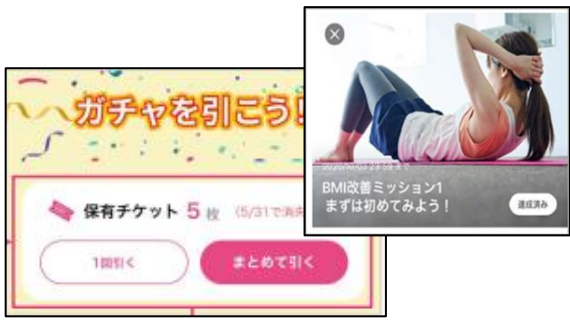 ガチャを引こう!
保有チケット 5 枚 (5/31で消失
1回引く
まとめて引く
BMI改善ミッション1
まずは初めてみよう!
達成済み